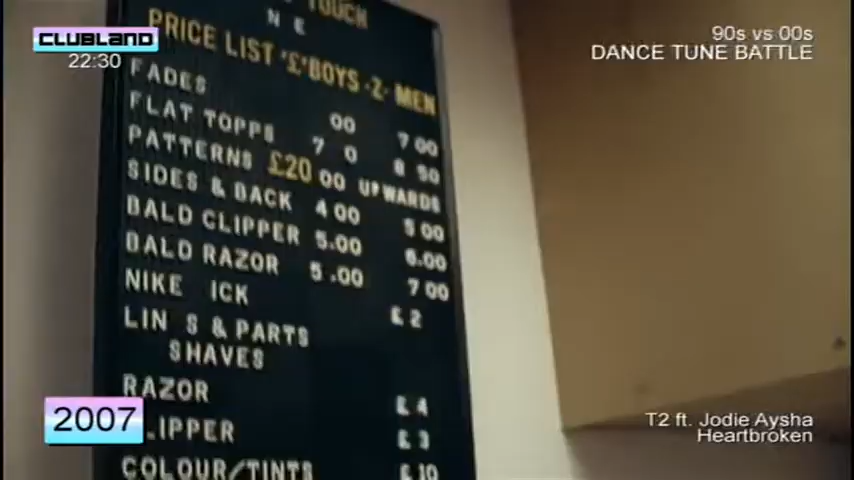 TOUCH
N E
PRICE LIST '£'BOYS -Z- MEN
FADES 00 7 00
FLAT TOPPS 7 0 8 50
PATTERNS £20 00 UPWARDS
SIDES & BACK 4 00 5 00
BALD CLIPPER 5.00 6.00
BALD RAZOR 5.00 7 00
NIKE ICK £ 2
LIN S & PARTS
SHAVES
RAZOR £ 4
LIPPER £ 3
COLOUR/TINTS £ 10
CLUBLAND
22:30
90s vs 00s
DANCE TUNE BATTLE
2007
T2 ft. Jodie Aysha
Heartbroken